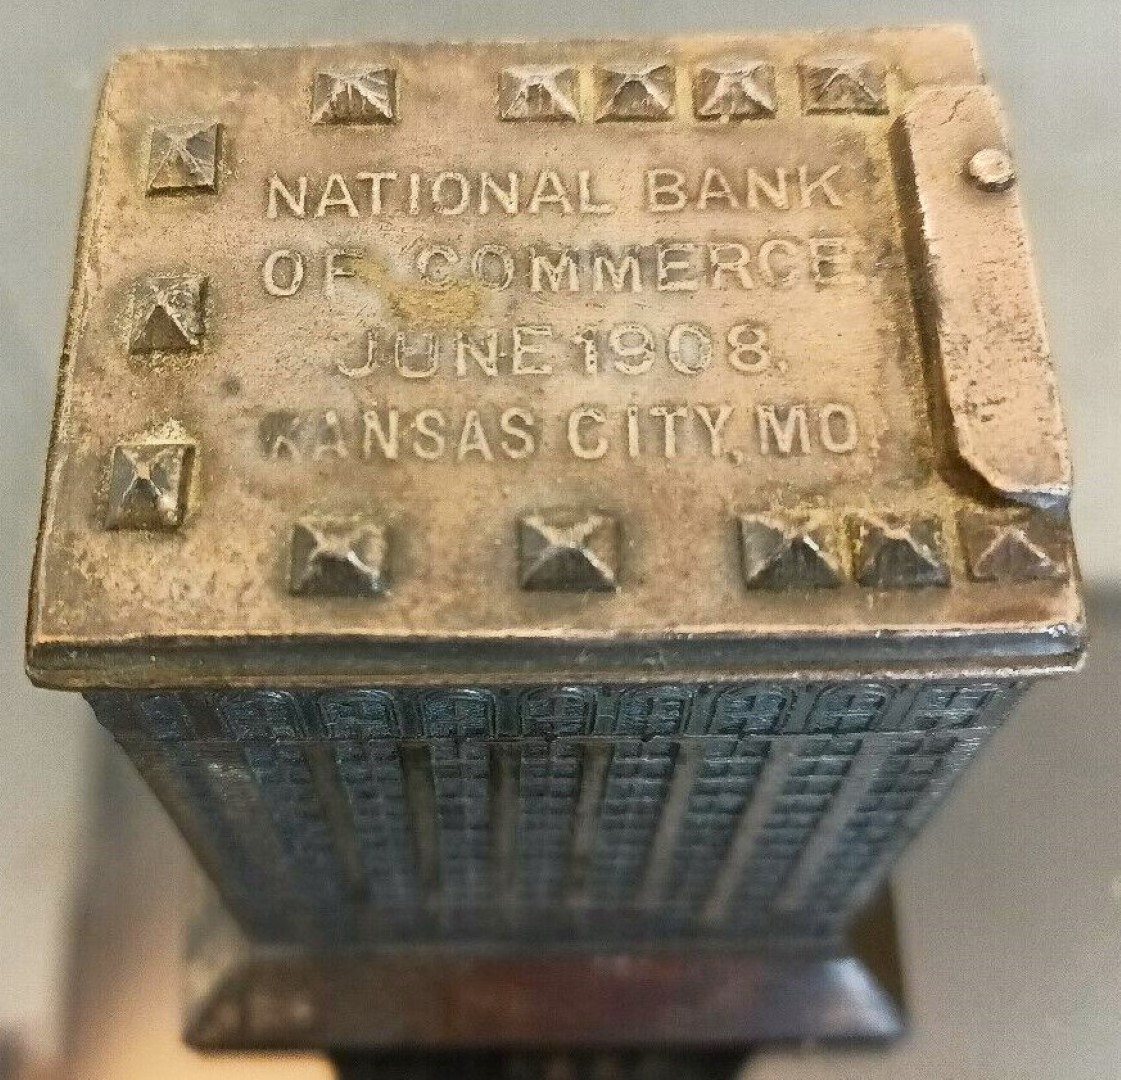 NATIONAL BANK
OF COMMERCE
JUNE 1908.
KANSAS CITY, MO